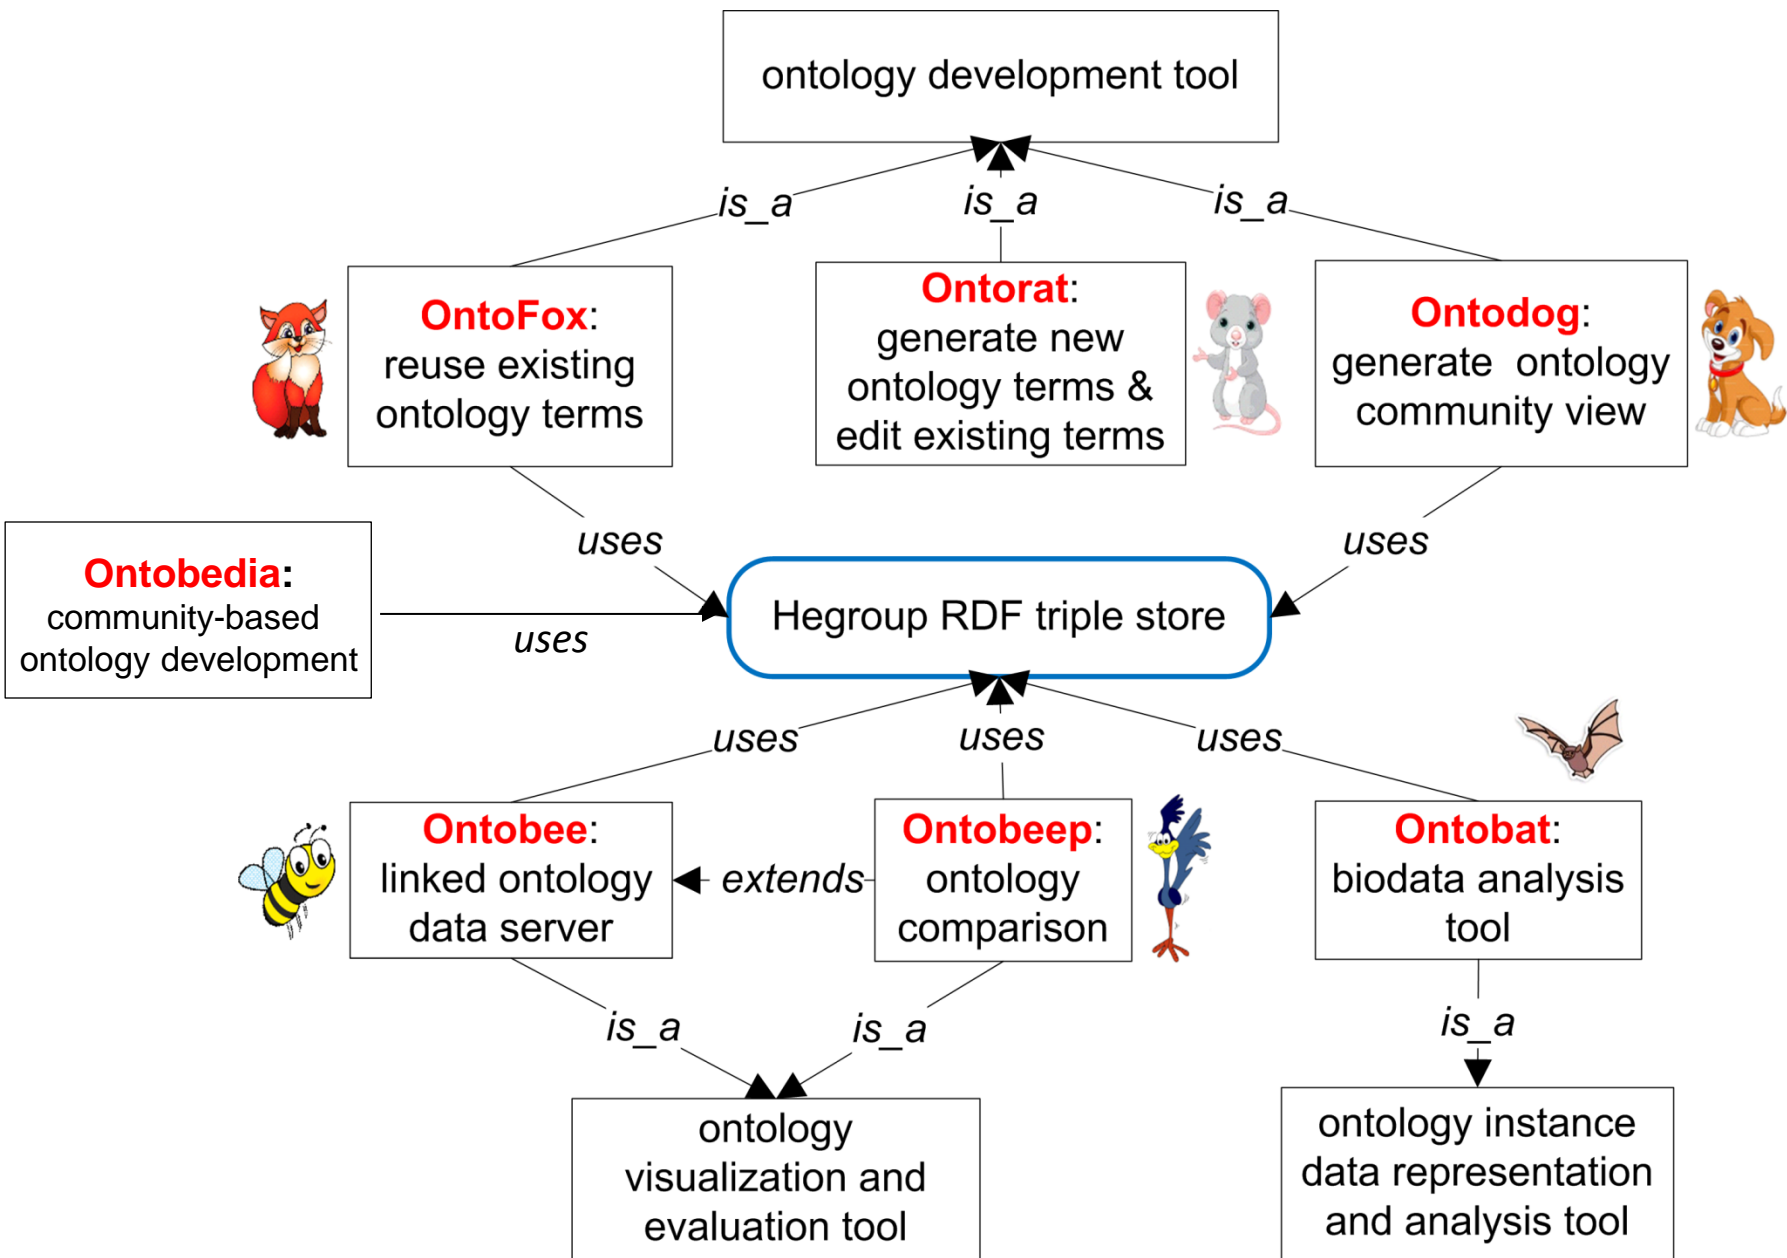 ontology development tool
is_a
is_a
is_a
OntoFox:
reuse existing
ontology terms
Ontorat:
generate new
ontology terms &
edit existing terms
Ontodog:
generate ontology
community view
uses
uses
Ontobedia:
community-based
ontology development
uses
Hegroup RDF triple store
uses
uses
uses
Ontobee:
linked ontology
data server
extends
Ontobeep:
ontology
comparison
Ontobat:
biodata analysis
tool
is_a
is_a
is_a
ontology
visualization and
evaluation tool
ontology instance
data representation
and analysis tool